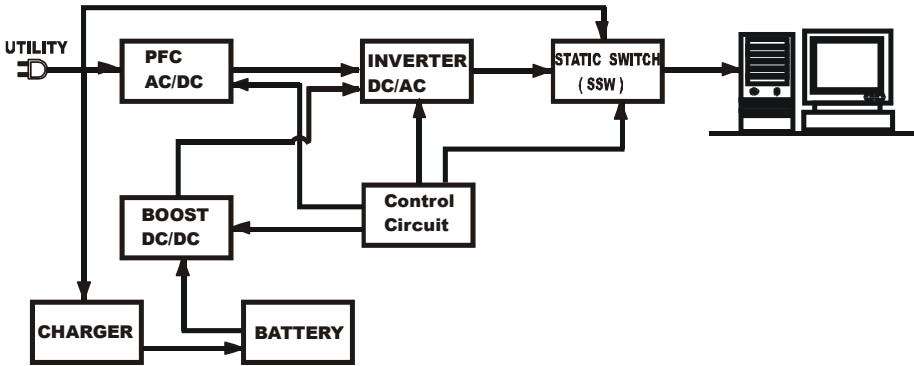 UTILITY
PFC
AC/DC
INVERTER
DC/AC
STATIC SWITCH
( SSW )
BOOST
DC/DC
Control
Circuit
CHARGER
BATTERY